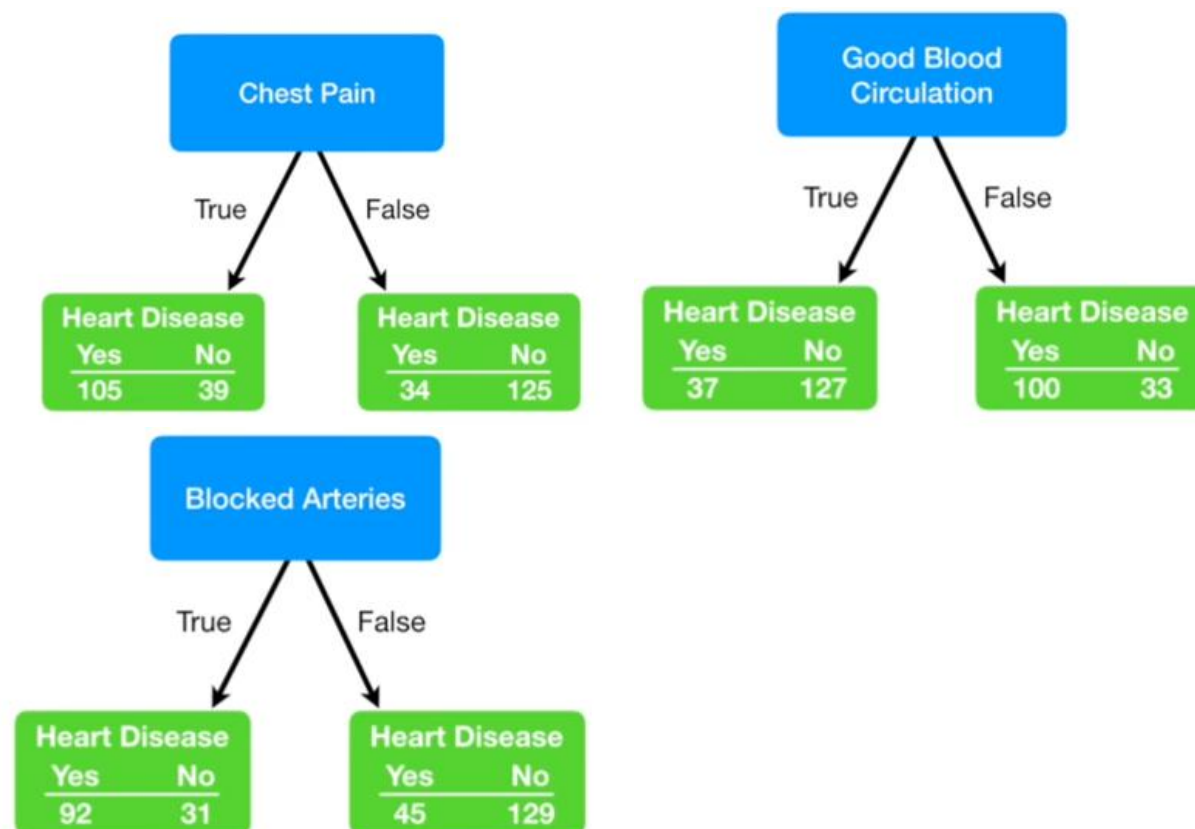 Chest Pain
True False
Heart Disease
Yes No
105 39
Heart Disease
Yes No
34 125
Good Blood
Circulation
True False
Heart Disease
Yes No
37 127
Heart Disease
Yes No
100 33
Blocked Arteries
True False
Heart Disease
Yes No
92 31
Heart Disease
Yes No
45 129